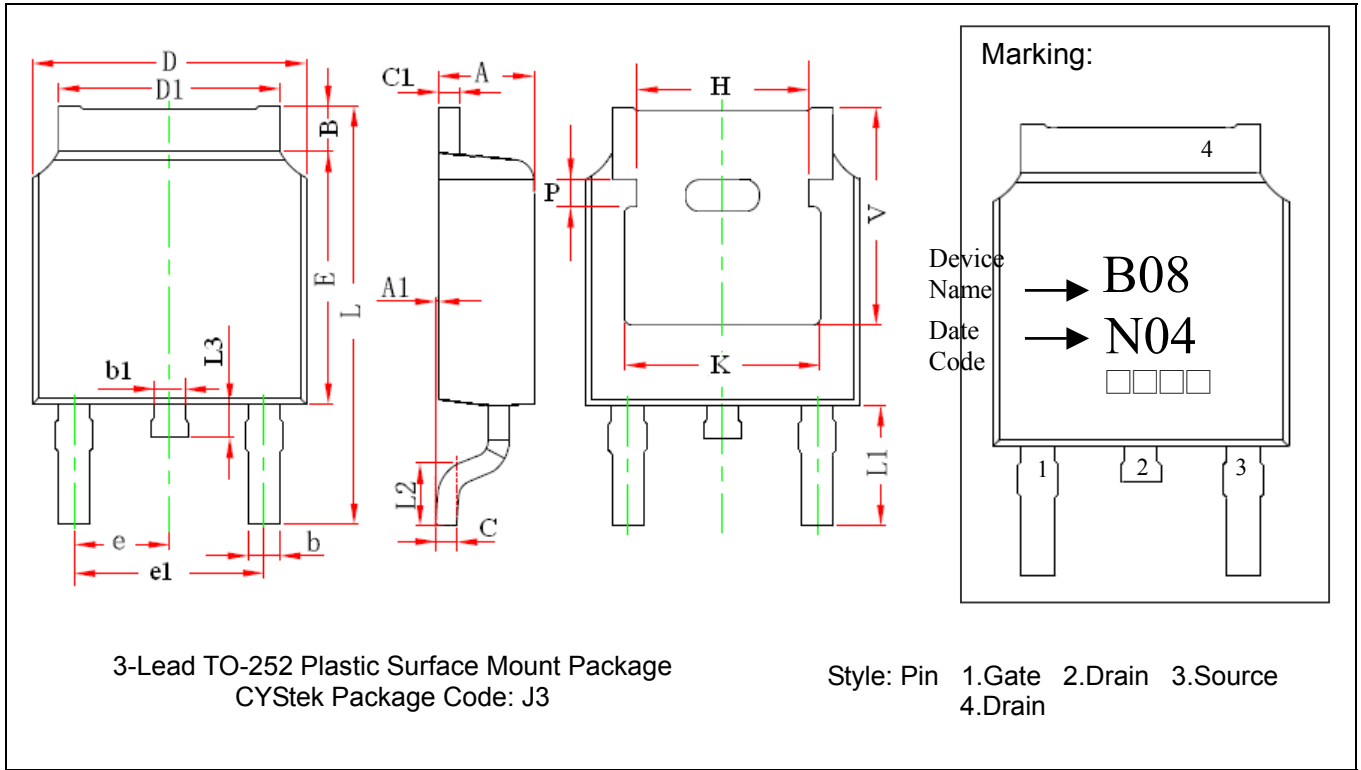 D
D1
B
E
L
L3
b1
e
b
e1
C1
A
A1
L2
C
H
P
V
K
L1
Marking:
4
Device
Name
B08
Date
Code
N04
□□□□
1 2 3
3-Lead TO-252 Plastic Surface Mount Package
CYStek Package Code: J3
Style: Pin 1.Gate 2.Drain 3.Source
4.Drain